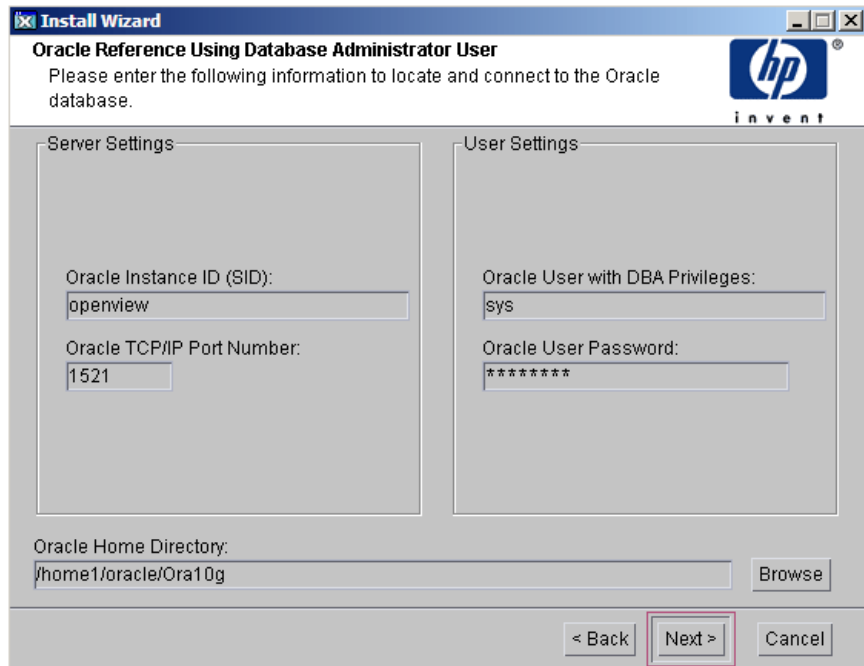 Install Wizard
Oracle Reference Using Database Administrator User
Please enter the following information to locate and connect to the Oracle
database.
hp
®
invent
Server Settings
Oracle Instance ID (SID):
openview
Oracle TCP/IP Port Number:
1521
User Settings
Oracle User with DBA Privileges:
sys
Oracle User Password:
********
Oracle Home Directory:
/home1/oracle/Ora10g
Browse
< Back
Next >
Cancel